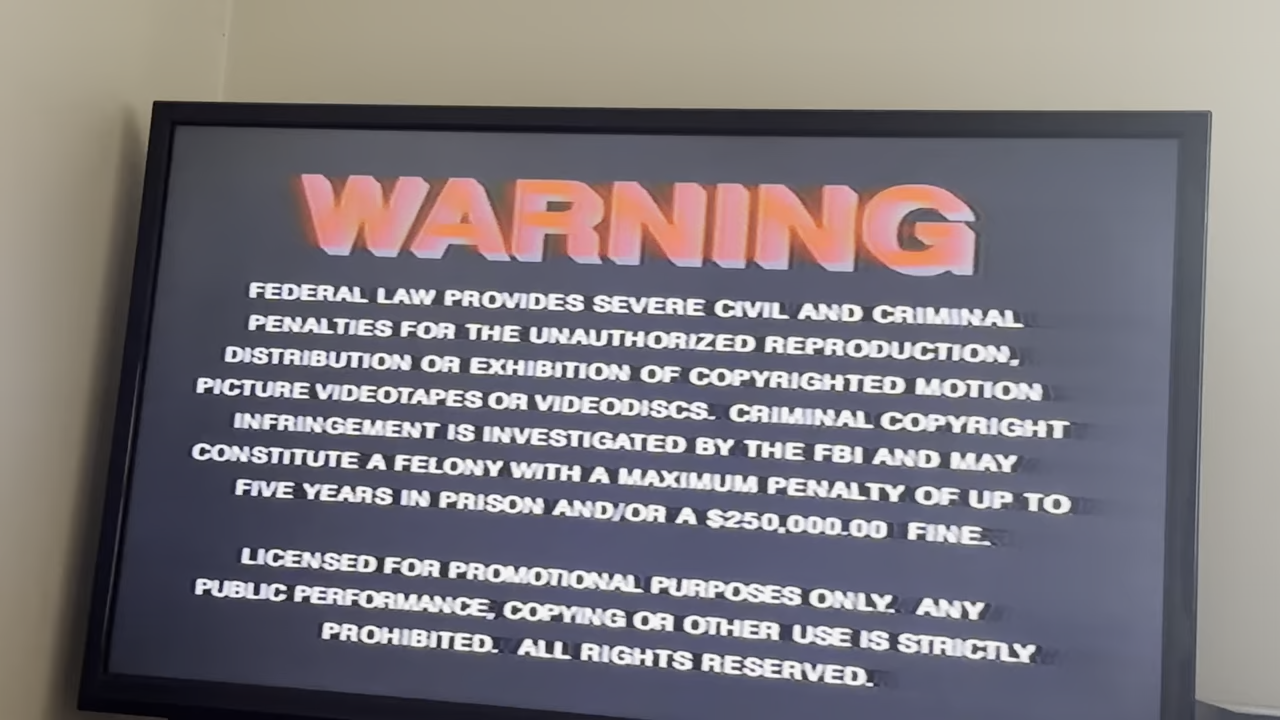 WARNING
FEDERAL LAW PROVIDES SEVERE CIVIL AND CRIMINAL
PENALTIES FOR THE UNAUTHORIZED REPRODUCTION,
DISTRIBUTION OR EXHIBITION OF COPYRIGHTED MOTION
PICTURE VIDEOTAPES OR VIDEODISCS. CRIMINAL COPYRIGHT
INFRINGEMENT IS INVESTIGATED BY THE FBI AND MAY
CONSTITUTE A FELONY WITH A MAXIMUM PENALTY OF UP TO
FIVE YEARS IN PRISON AND/OR A $250,000.00 FINE.
LICENSED FOR PROMOTIONAL PURPOSES ONLY. ANY
PUBLIC PERFORMANCE, COPYING OR OTHER USE IS STRICTLY
PROHIBITED. ALL RIGHTS RESERVED.